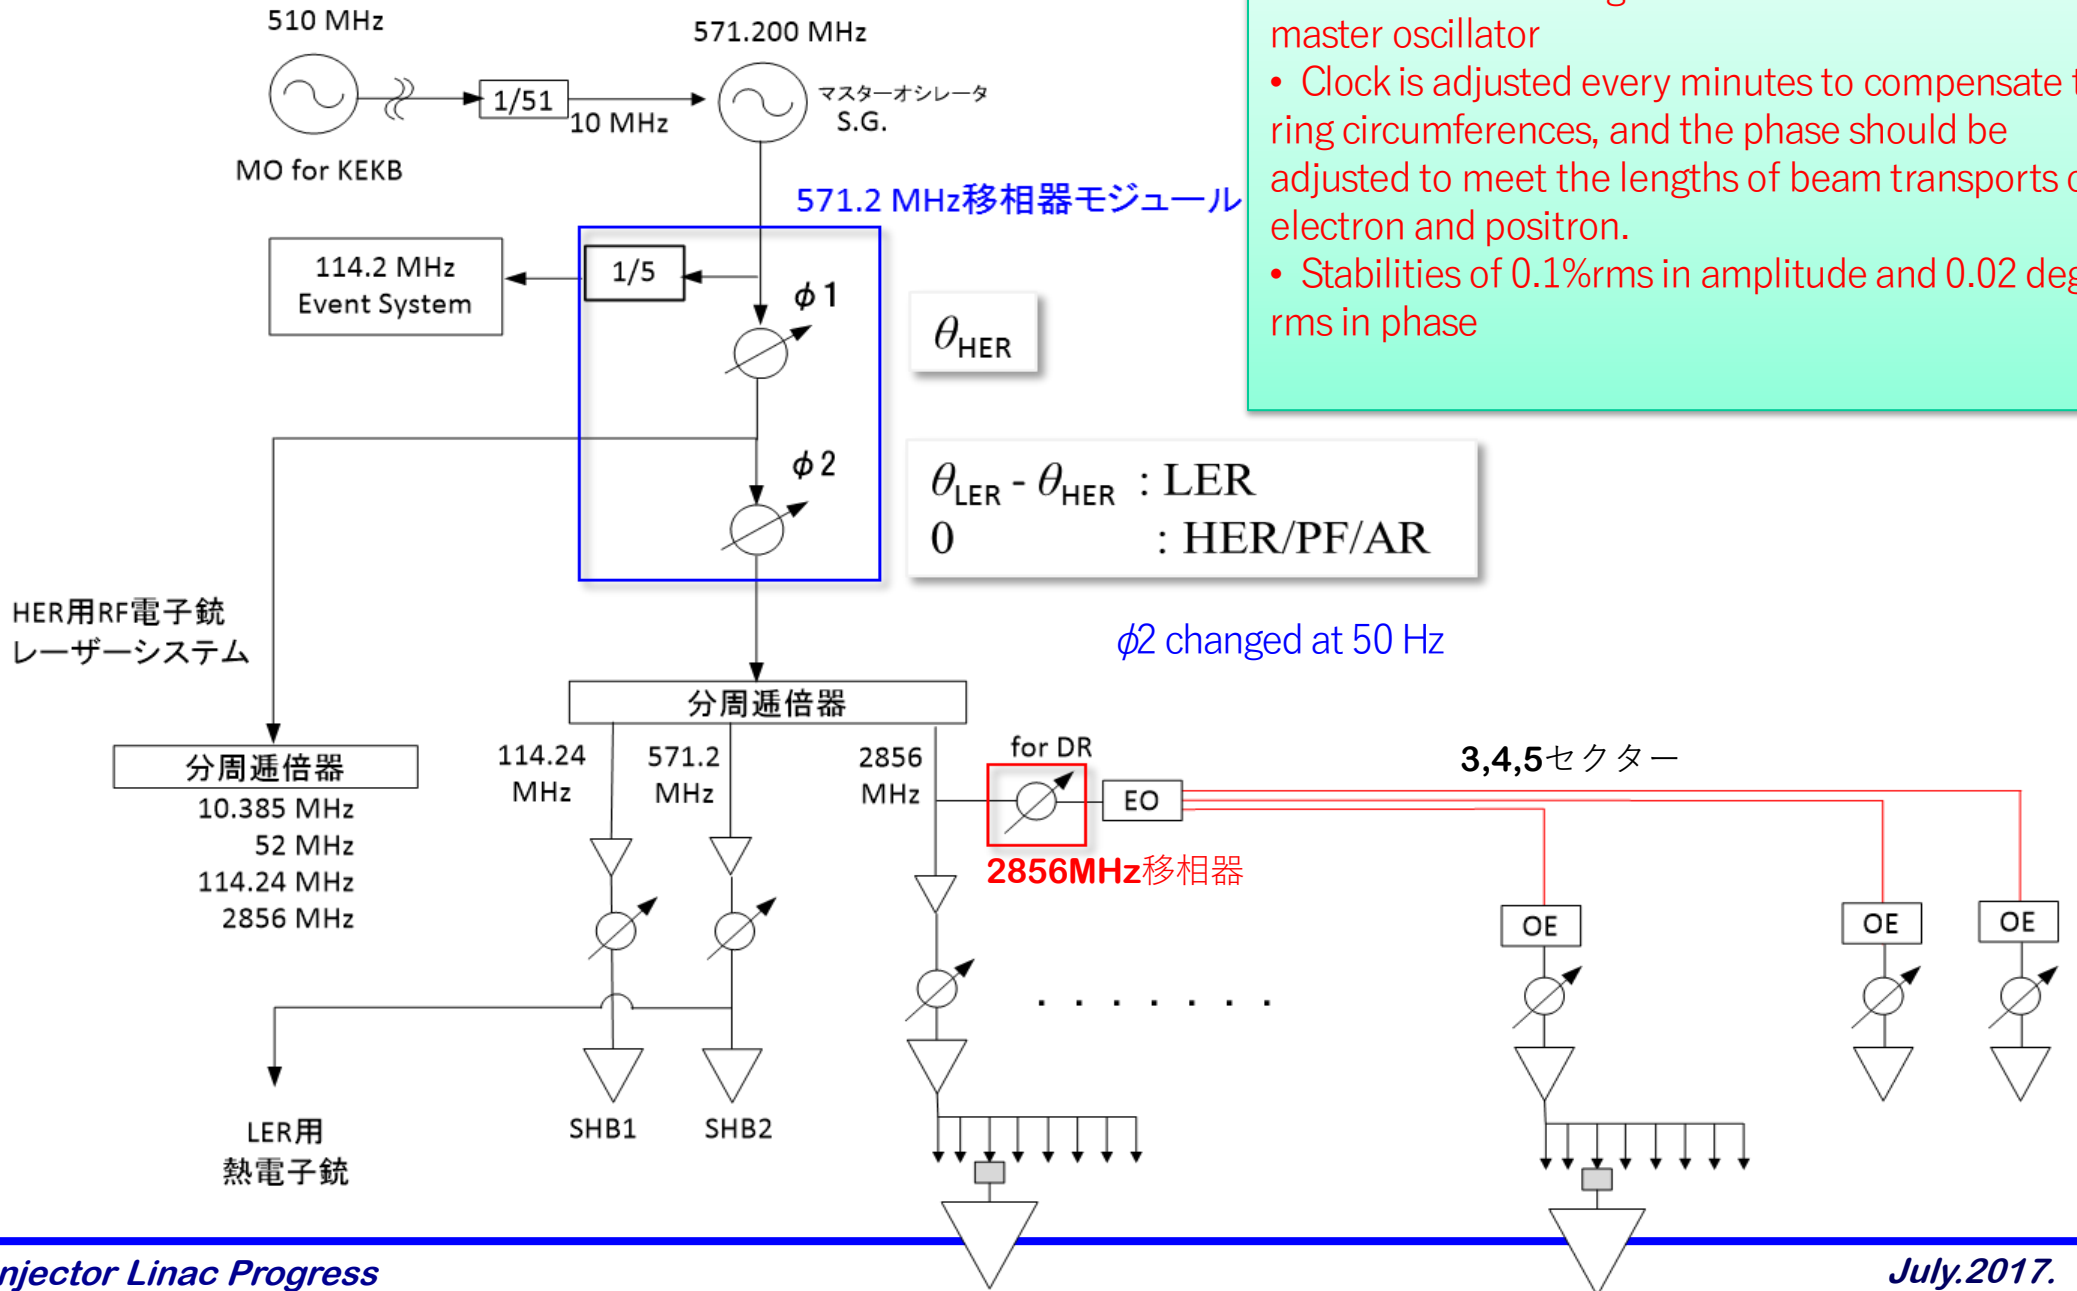 510 MHz
571.200 MHz
1/51
10 MHz
マスターオシレータ
S.G.
MO for KEKB
master oscillator
• Clock is adjusted every minutes to compensate
ring circumferences, and the phase should be
adjusted to meet the lengths of beam transports
electron and positron.
• Stabilities of 0.1%rms in amplitude and 0.02 deg
rms in phase
571.2 MHz移相器モジュール
114.2 MHz
Event System
1/5
ϕ1
θHER
ϕ2
θLER - θHER : LER
0 : HER/PF/AR
ϕ2 changed at 50 Hz
HER用RF電子銃
レーザーシステム
分周逓倍器
分周逓倍器
10.385 MHz
52 MHz
114.24 MHz
2856 MHz
114.24
MHz
571.2
MHz
2856
MHz
for DR
EO
2856MHz移相器
3,4,5セクター
OE
OE
OE
. . . . . . .
LER用
熱電子銃
SHB1
SHB2
njector Linac Progress
July.2017.